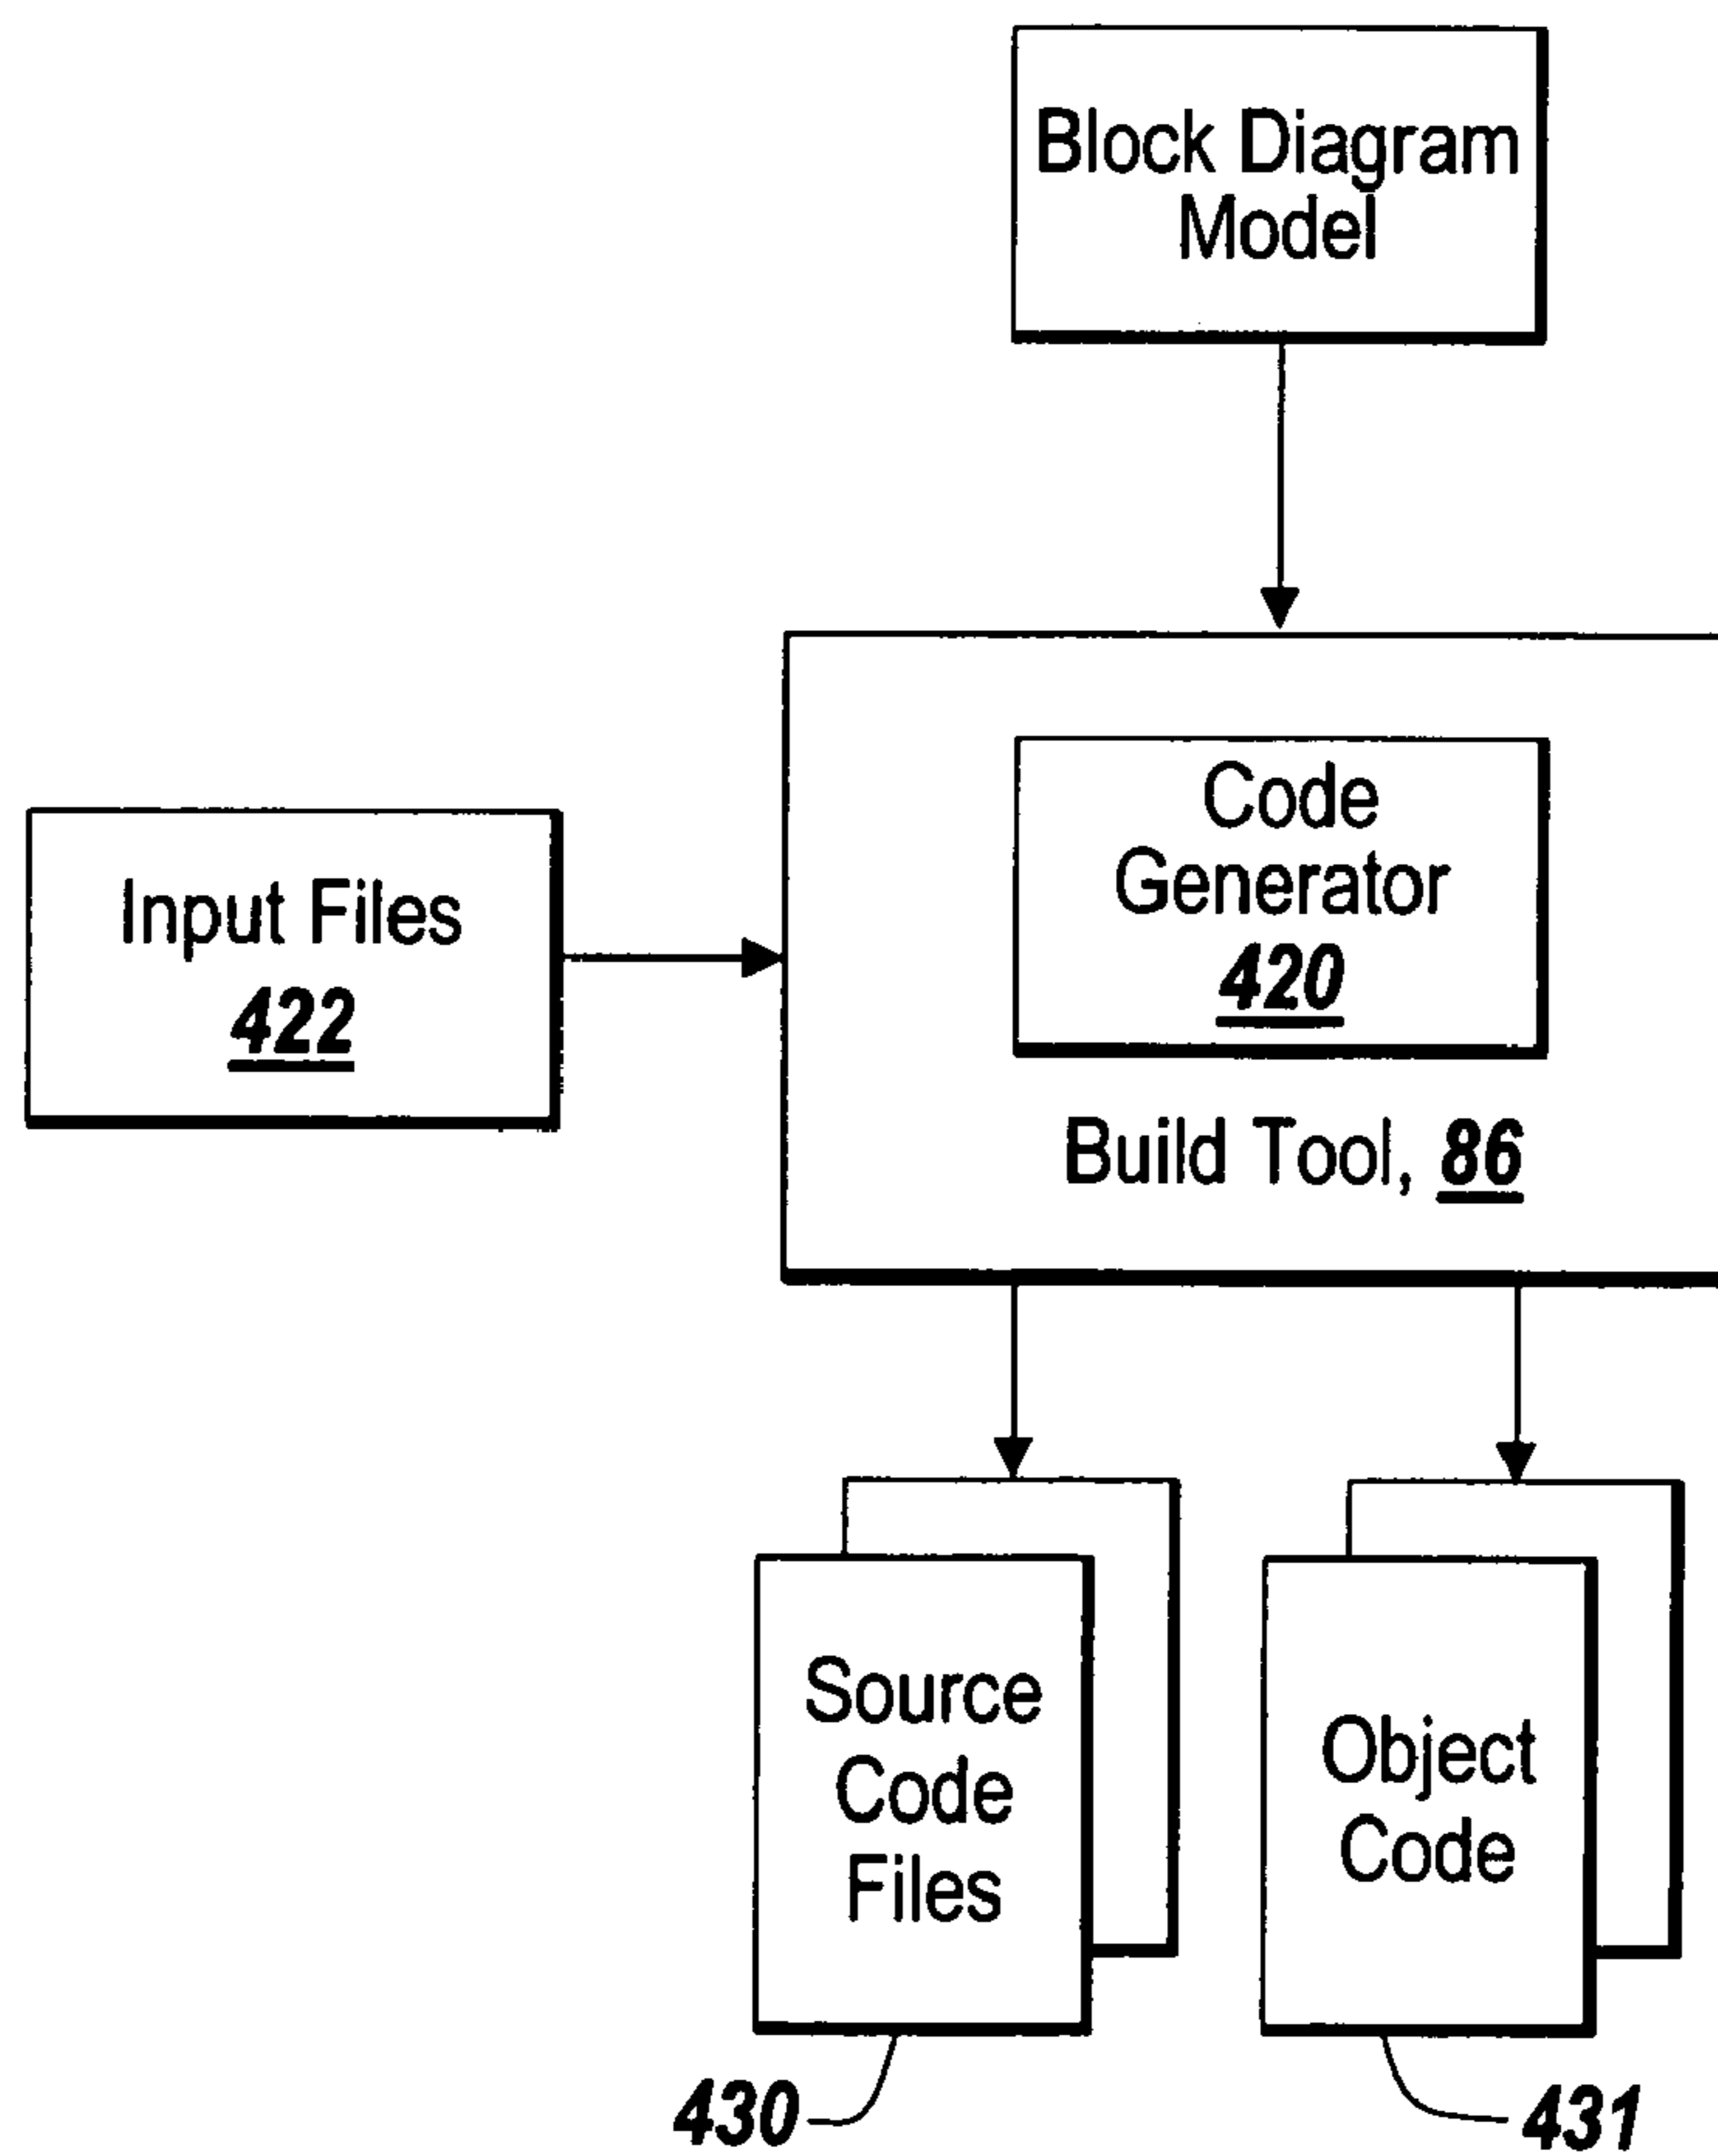 Block Diagram
Model
Code
Generator
420
Input Files
422
Build Tool, 86
Source
Code
Files
Object
Code
430
431